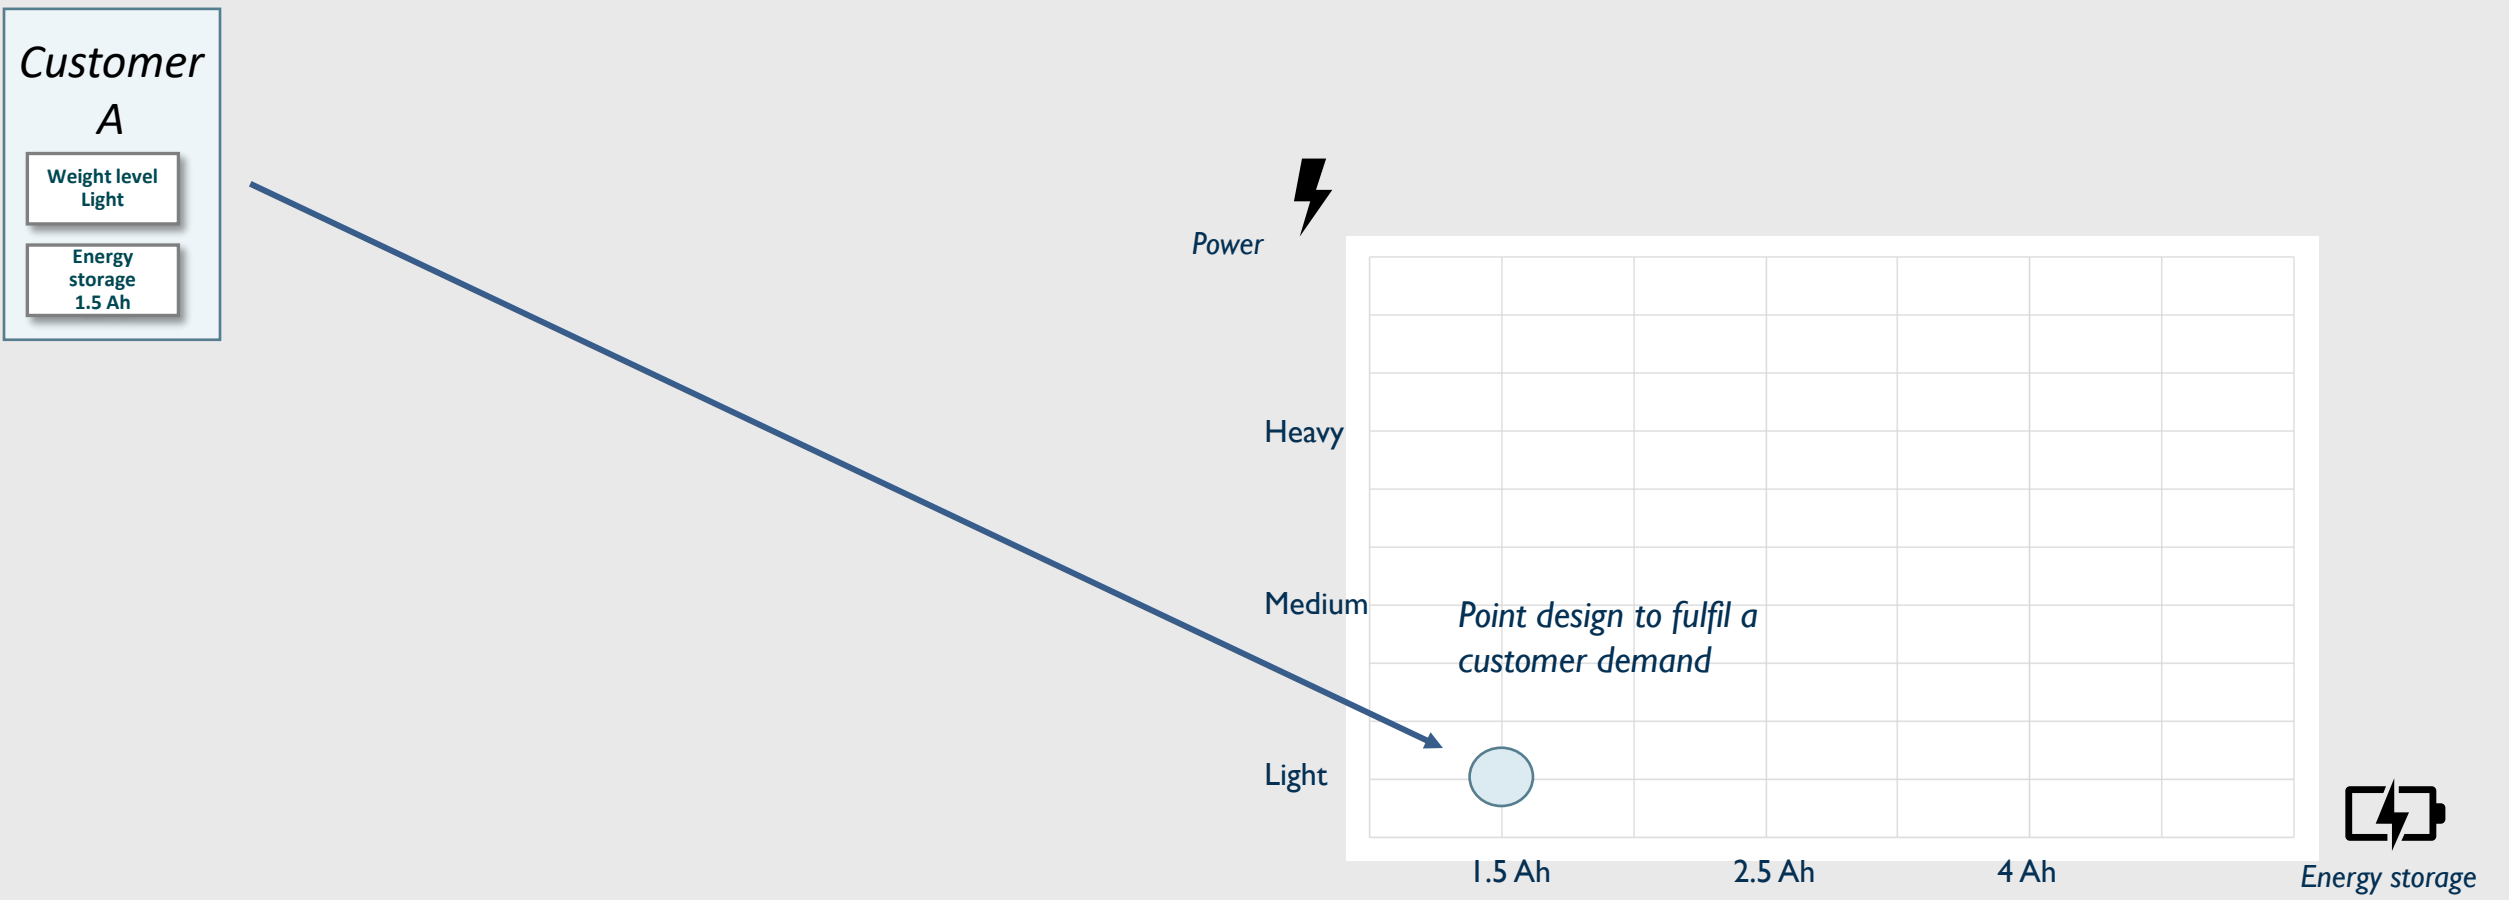 Customer
A
Weight level
Light
Energy
storage
1.5 Ah
Power
Heavy
Medium
Point design to fulfil a
customer demand
Light
1.5 Ah
2.5 Ah
4 Ah
Energy storage